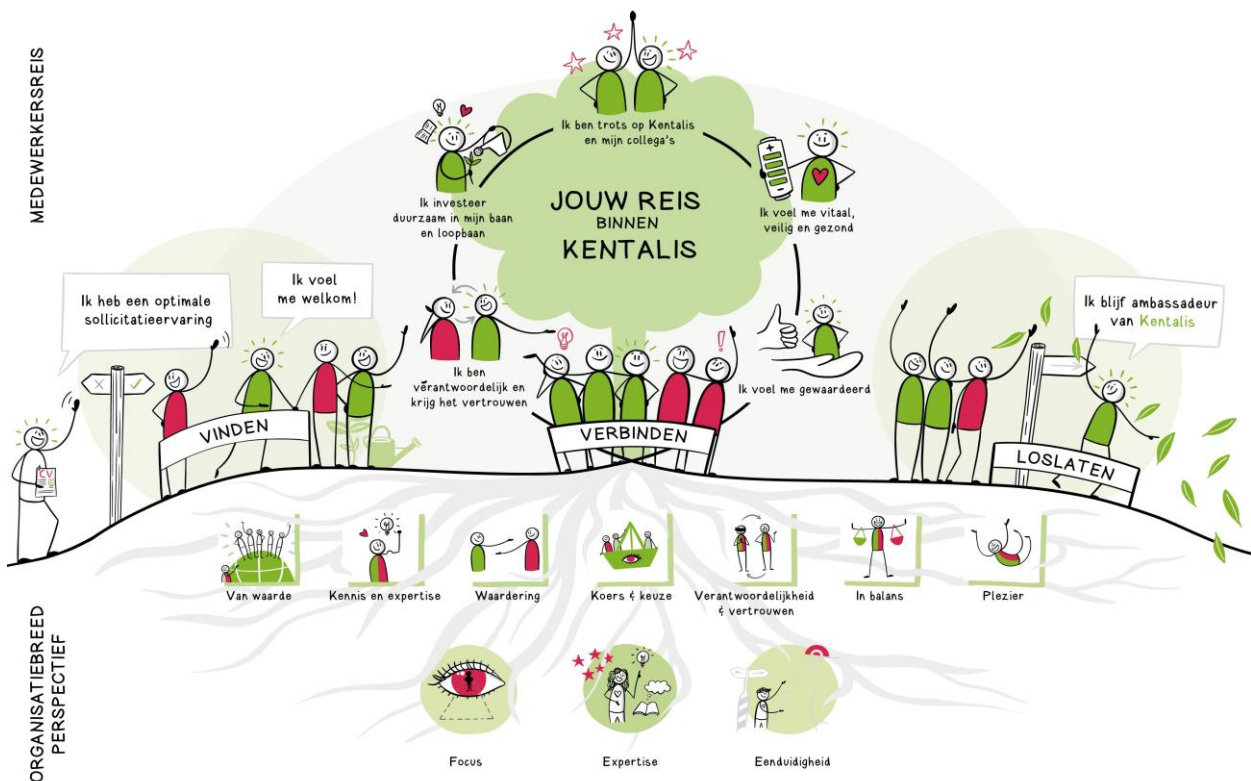 MEDEWERKERSREIS
Ik ben trots op Kentalis
en mijn collega's
Ik investeer
duurzaam in mijn baan
en loopbaan
JOUW REIS
BINNEN
KENTALIS
Ik voel me vitaal,
veilig en gezond
Ik heb een optimale
sollicitatieervaring
Ik voel
me welkom!
Ik ben
verantwoordelijk en
krijg het vertrouwen
Ik voel me gewaardeerd
Ik blijf ambassadeur
van Kentalis
CV
VINDEN
VERBINDEN
LOSLATEN
Van waarde
Kennis en expertise
Waardering
Koers & keuze
Verantwoordelijkheid
& vertrouwen
In balans
Plezier
ORGANISATIEBREED
PERSPECTIEF
Focus
Expertise
Eenduidigheid